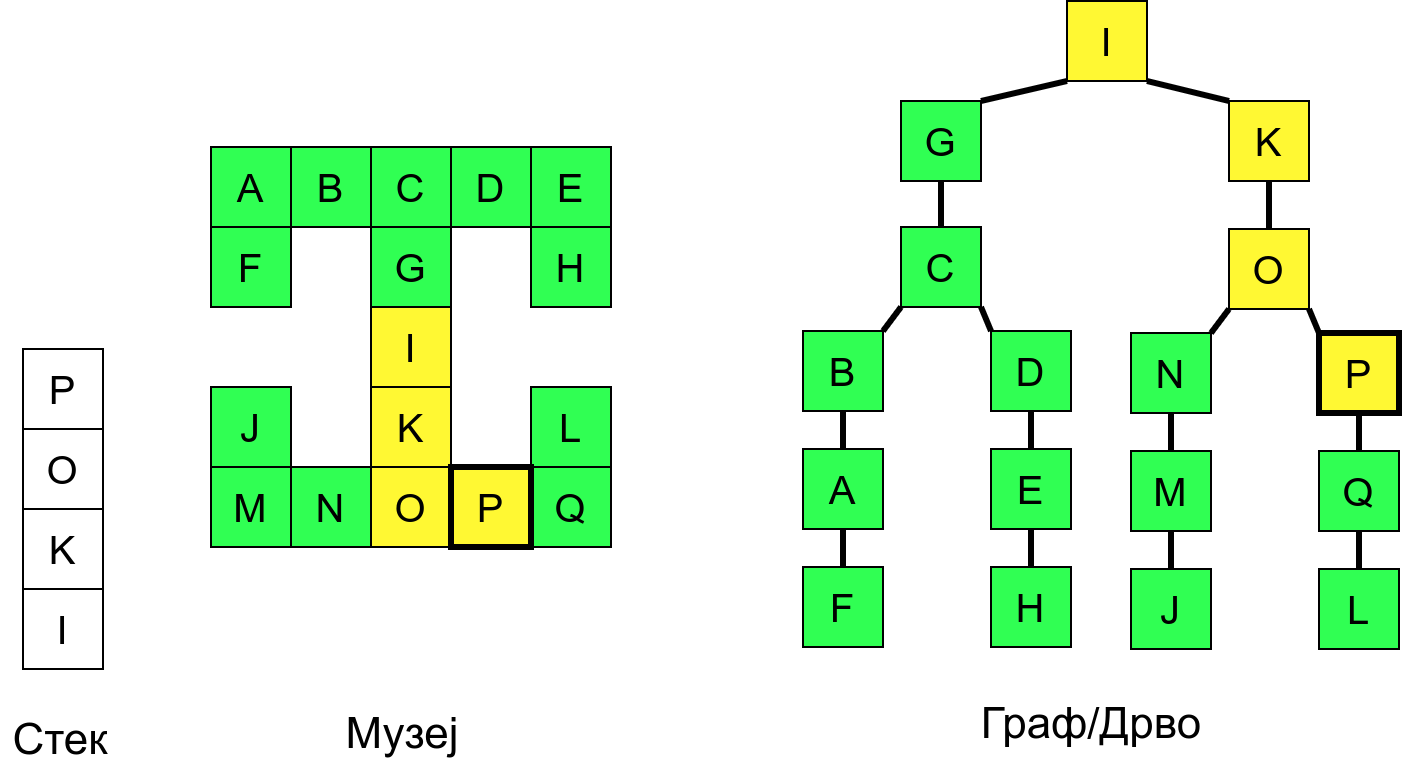 P
O
K
I
Стек
A B C D E
F G H
I
J K L
M N O P Q
Музеј
I
G K
C O
B D N P
A E M Q
F H J L
Граф/Дрво